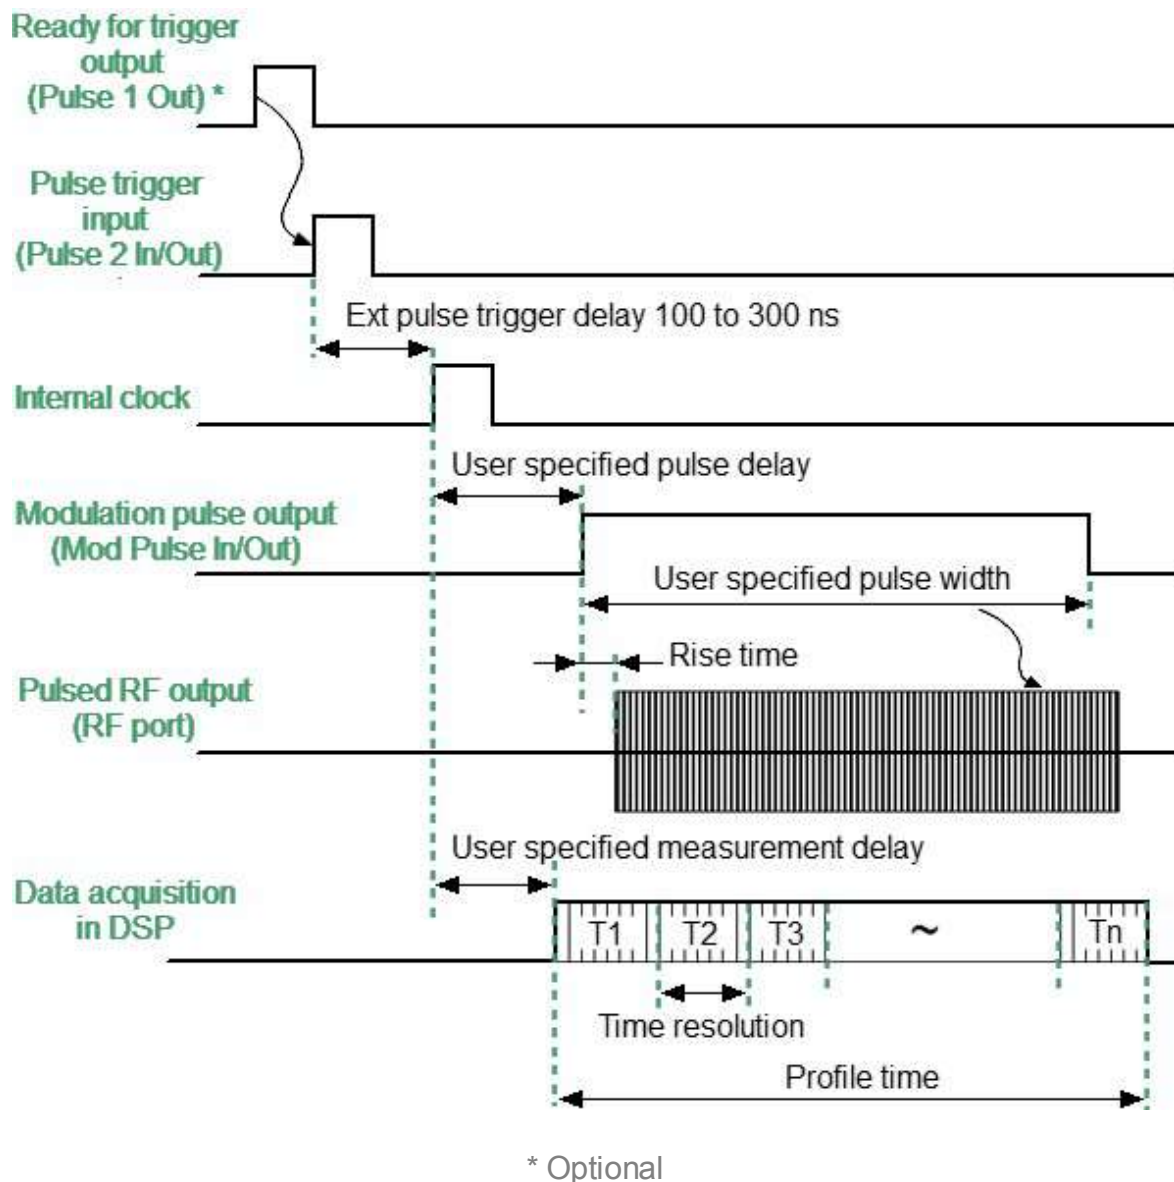 Ready for trigger
output
(Pulse 1 Out) *
Pulse trigger
input
(Pulse 2 In/Out)
Ext pulse trigger delay 100 to 300 ns
Internal clock
User specified pulse delay
Modulation pulse output
(Mod Pulse In/Out)
User specified pulse width
Rise time
Pulsed RF output
(RF port)
User specified measurement delay
Data acquisition
in DSP
T1 T2 T3 ~ Tn
Time resolution
Profile time
* Optional